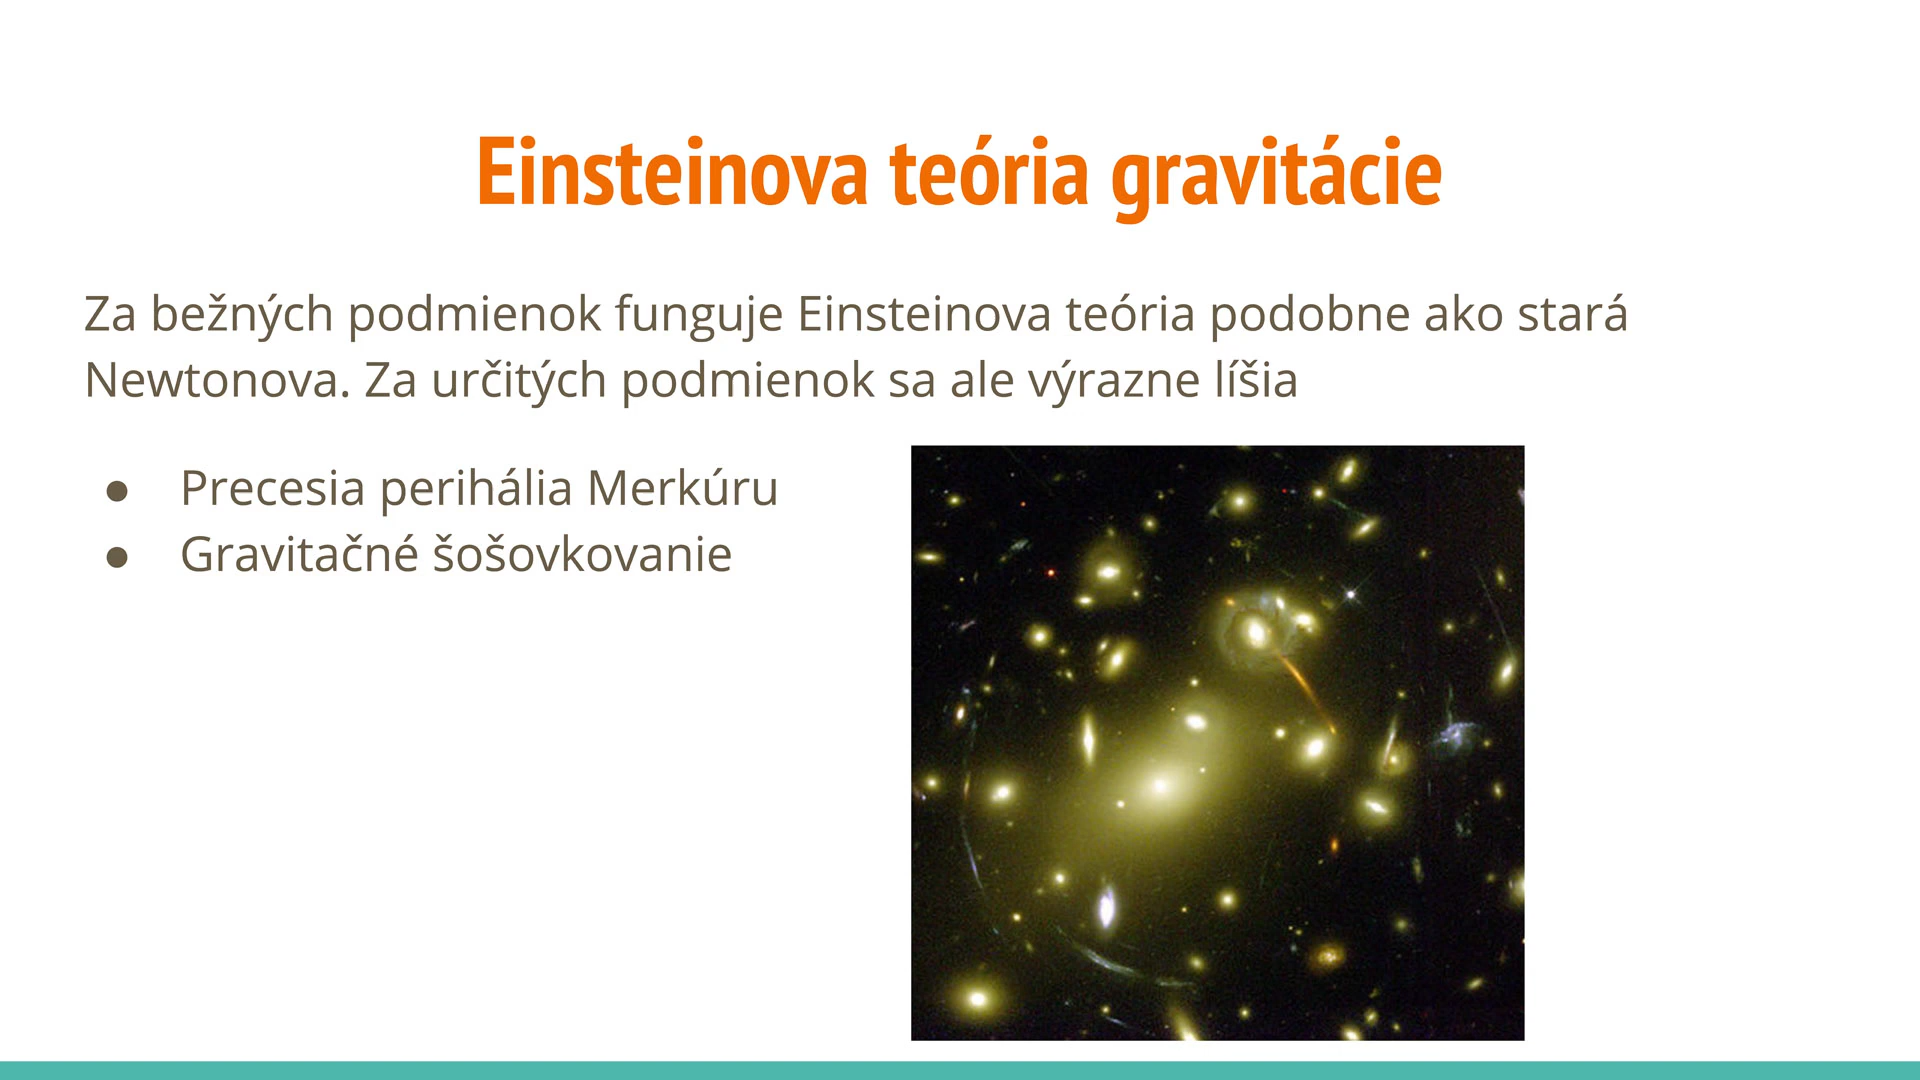 Einsteinova teória gravitácie
Za bežných podmienok funguje Einsteinova teória podobne ako stará
Newtonova. Za určitých podmienok sa ale výrazne líšia
● Precesia perihália Merkúru
● Gravitačné šošovkovanie